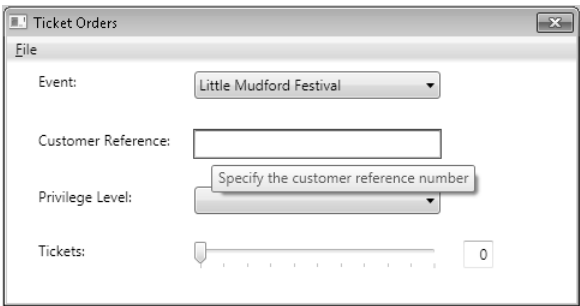 Ticket Orders
File
Event:
Little Mudford Festival
Customer Reference:
Specify the customer reference number
Privilege Level:
Tickets:
0